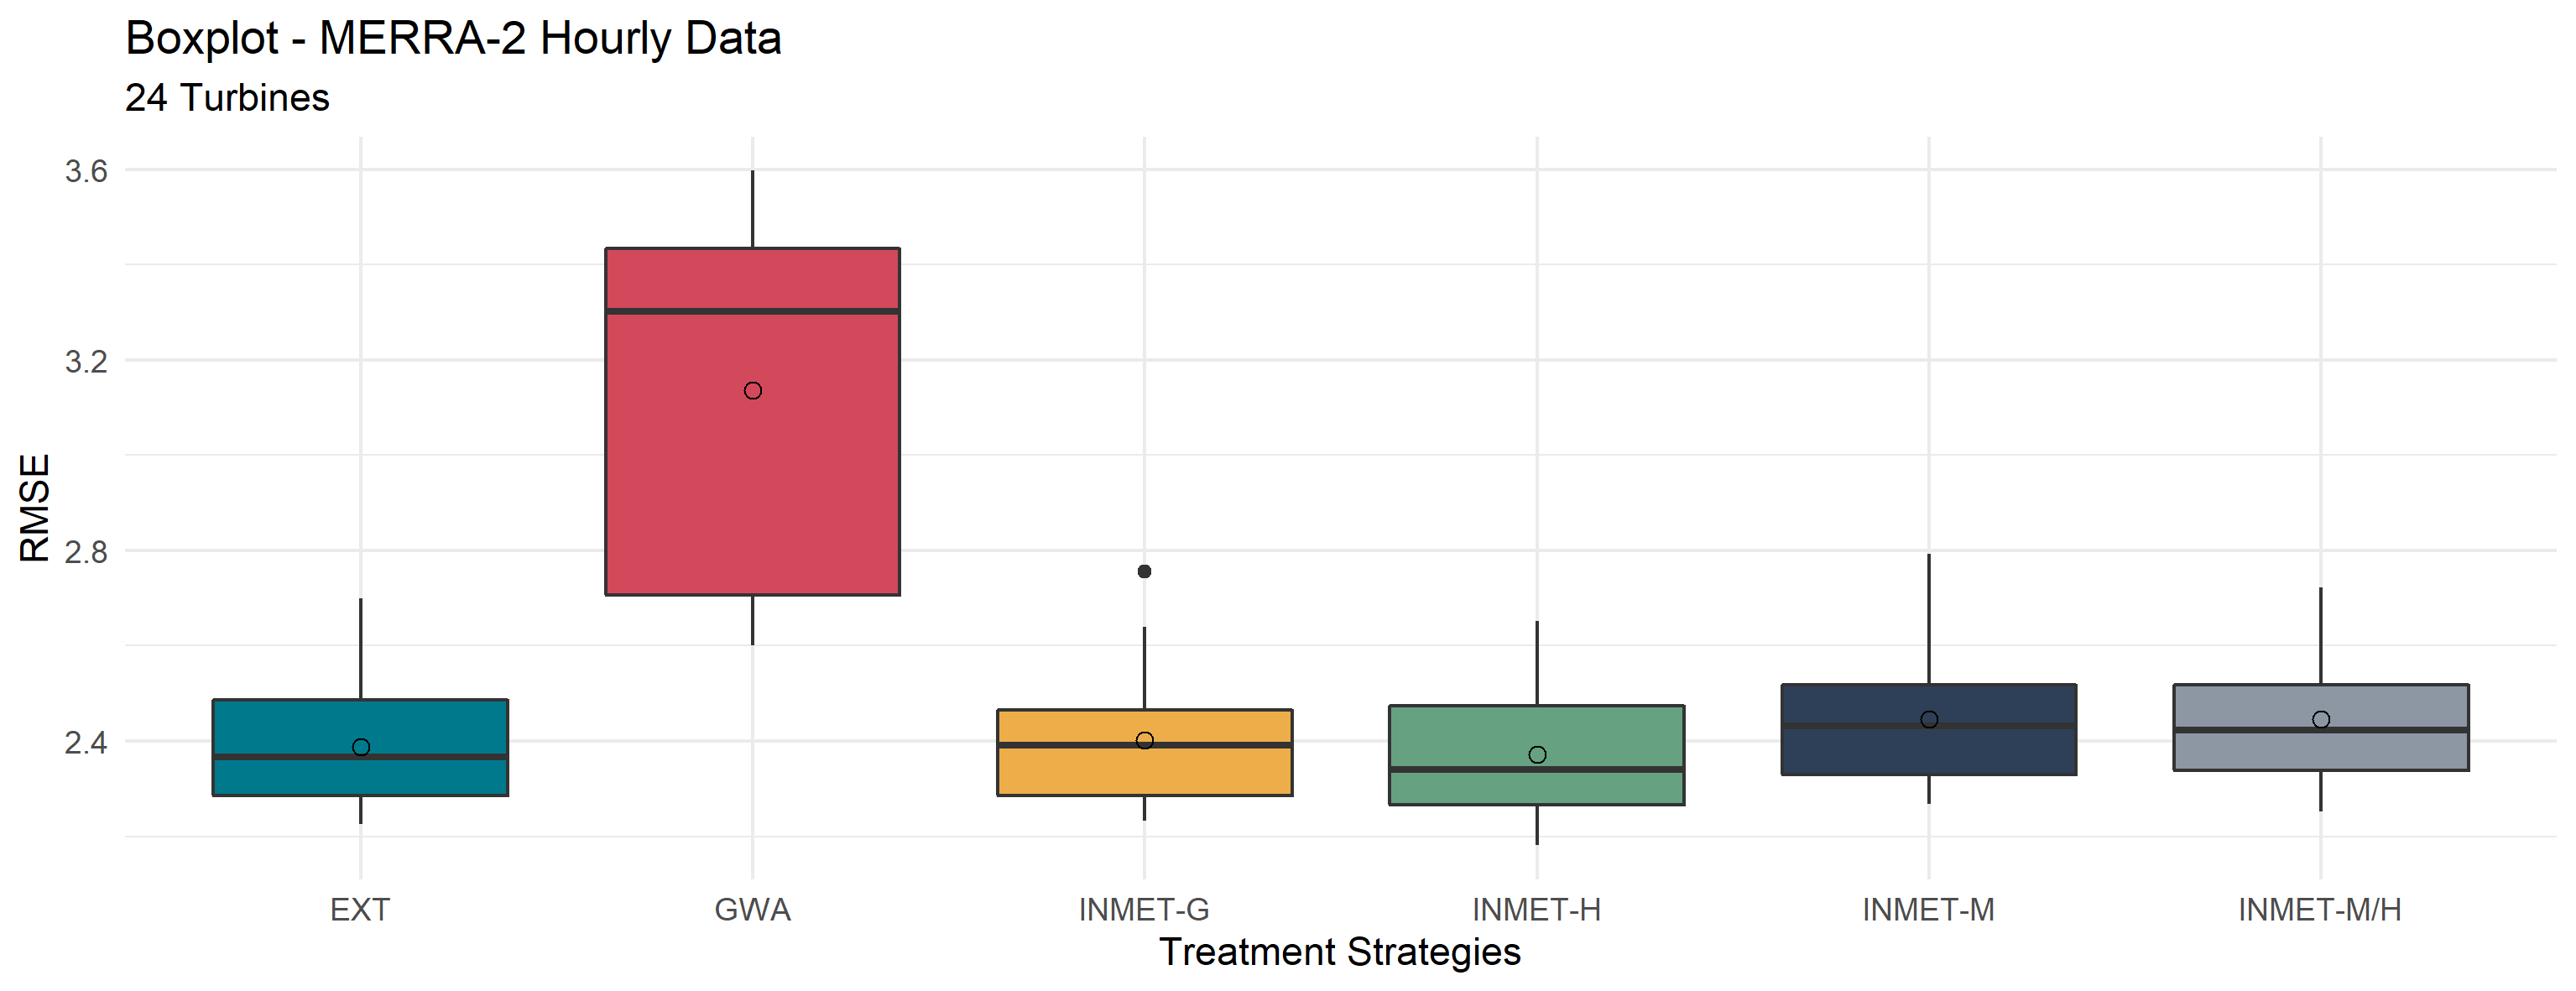 Boxplot - MERRA-2 Hourly Data
24 Turbines
3.6
3.2
2.8
2.4
RMSE
EXT GWA INMET-G INMET-H INMET-M INMET-M/H
Treatment Strategies